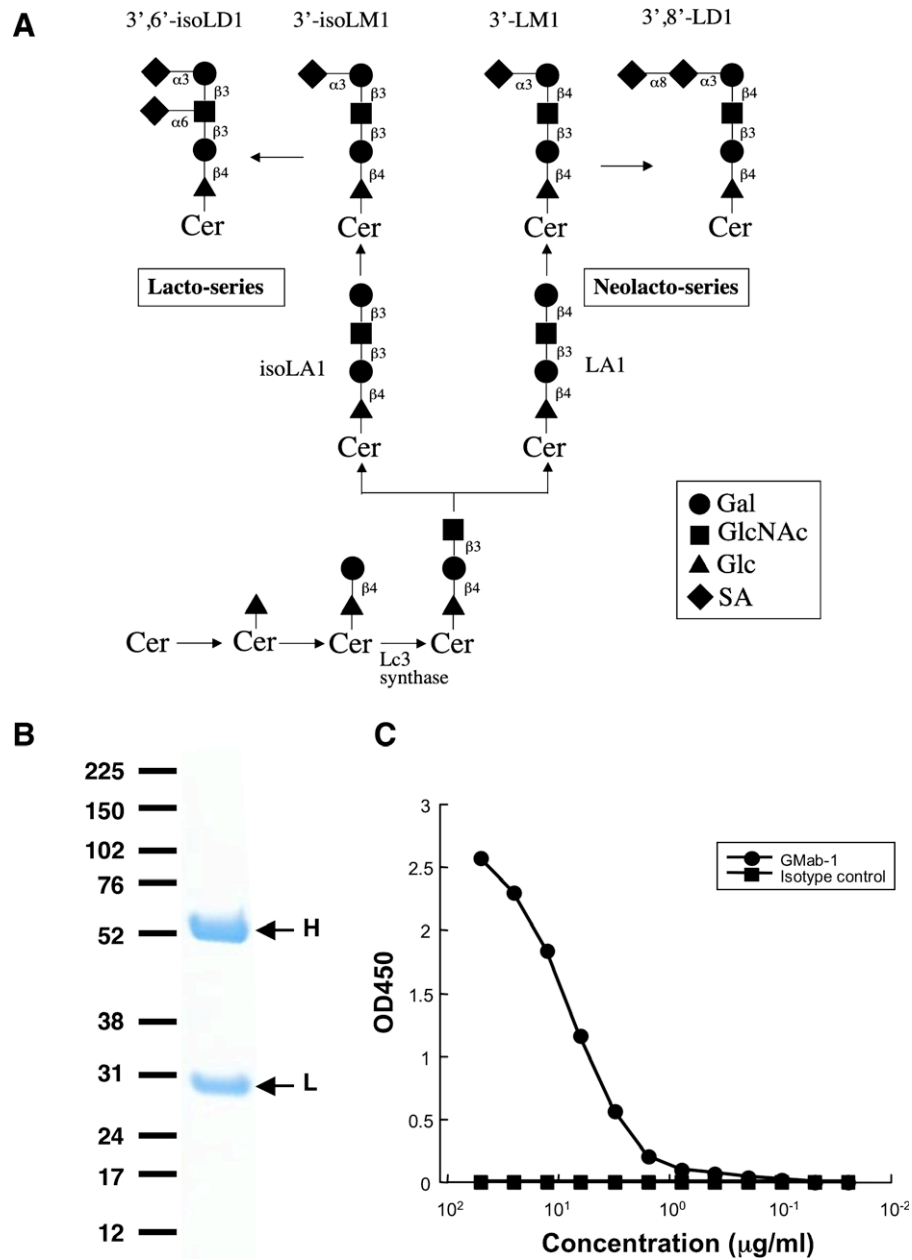 A
3',6'-isoLD1 3'-isoLM1 3'-LM1 3',8'-LD1
α3 α3 α3 α8 α3
β3 β3 β4 β4
α6
β3 β3 β3 β3
β4 β4 β4 β4
Cer Cer Cer Cer
Lacto-series Neolacto-series
β3 β4
β3 β3
isoLA1 LA1
β4 β4
Cer Cer
Gal
GlcNAc
Glc
SA
β3
β4 β4
Cer Cer Cer Cer
Lc3
synthase
B
225
150
102
76
52
38
31
24
17
12
H
L
C
3
2.5
2
1.5
1
0.5
0
OD450
GMab-1
Isotype control
10² 10¹ 10⁰ 10⁻¹ 10⁻²
Concentration (μg/ml)